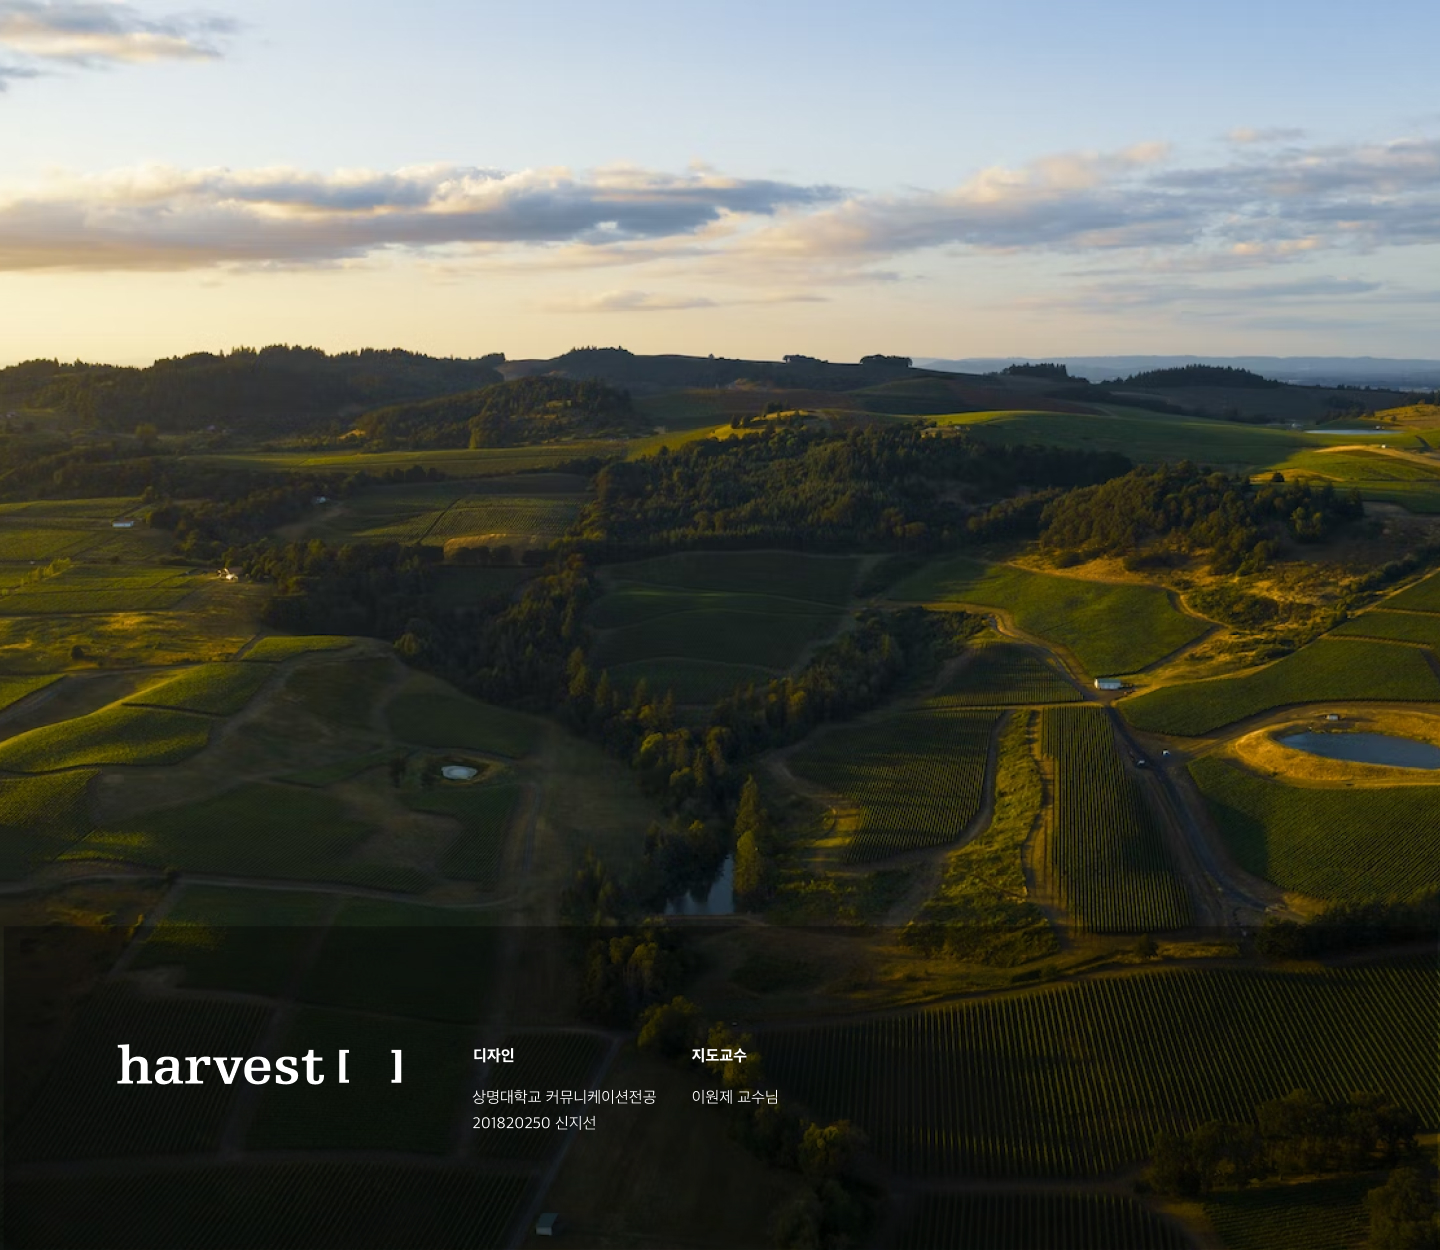 harvest [ ]
디자인
상명대학교 커뮤니케이션전공
201820250 신지선
지도교수
이원제 교수님